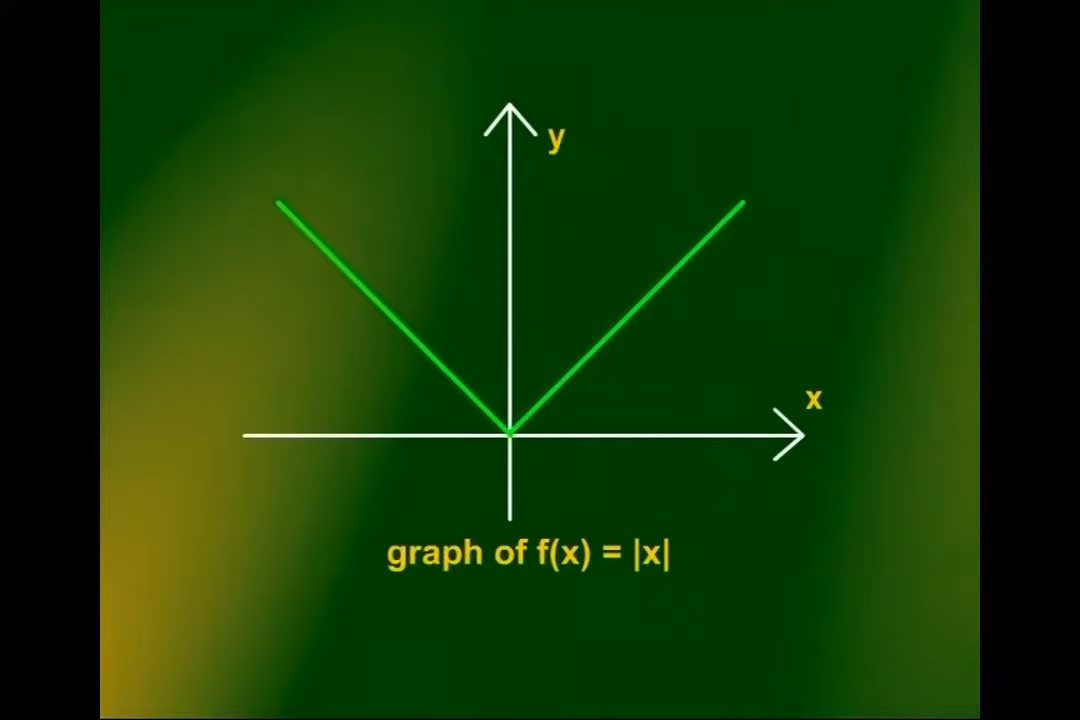 y
x
graph of f(x) = |x|